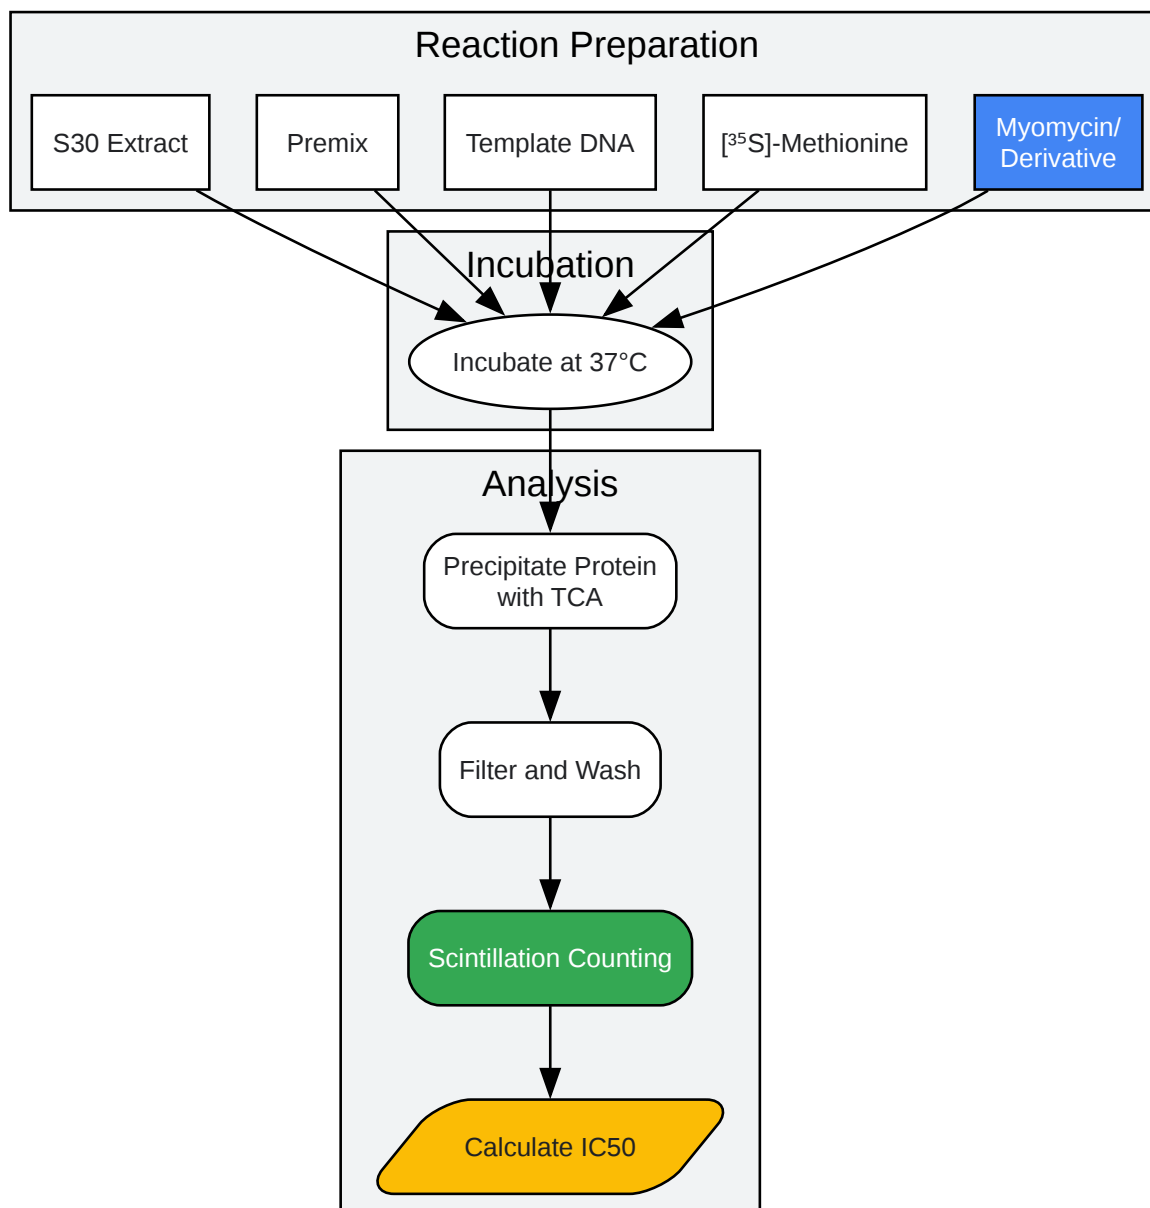 Reaction Preparation
S30 Extract
Premix
Template DNA
[³⁵S]-Methionine
Myomycin/
Derivative
Incubation
Incubate at 37°C
Analysis
Precipitate Protein
with TCA
Filter and Wash
Scintillation Counting
Calculate IC50